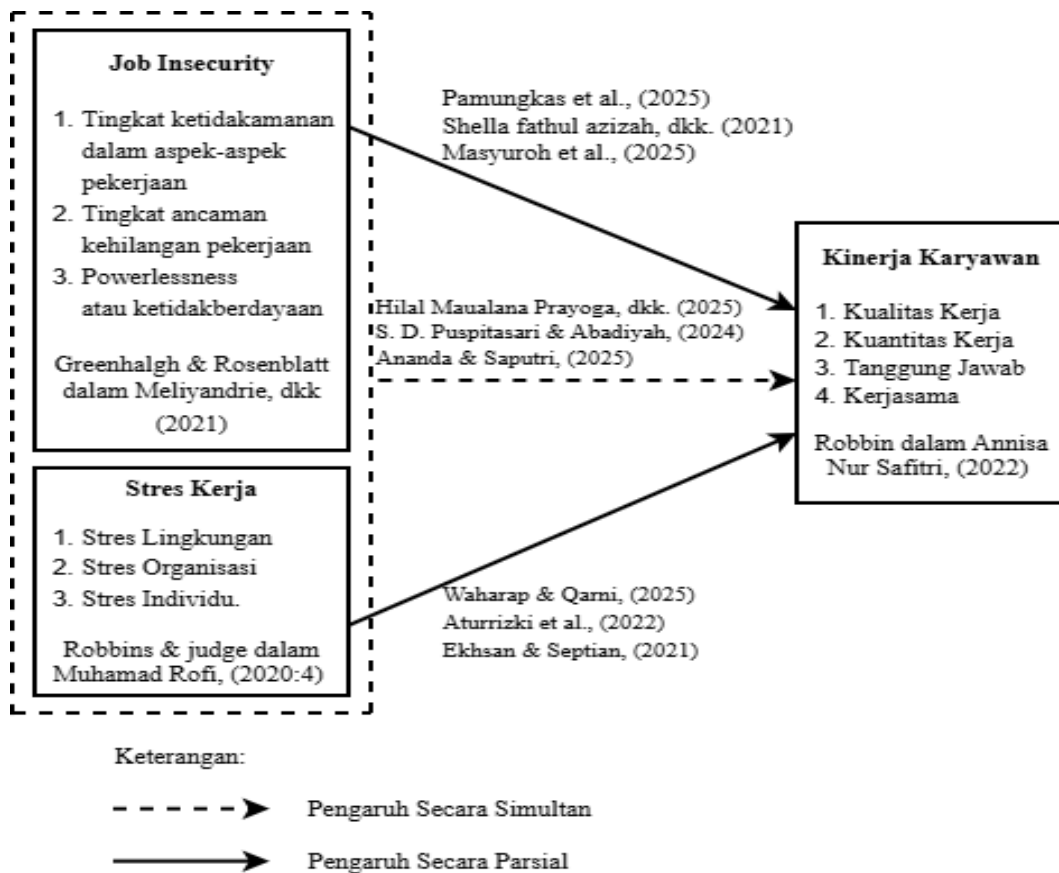 Job Insecurity
1. Tingkat ketidakamanan
dalam aspek-aspek
pekerjaan
2. Tingkat ancaman
kehilangan pekerjaan
3. Powerlessness
atau ketidakberdayaan
Greenhalgh & Rosenblatt
dalam Meliyandrie, dkk
(2021)
Stres Kerja
1. Stres Lingkungan
2. Stres Organisasi
3. Stres Individu.
Robbins & judge dalam
Muhamad Rofi, (2020:4)
Pamungkas et al., (2025)
Shella fathul azizah, dkk. (2021)
Masyuroh et al., (2025)
Hilal Maualana Prayoga, dkk. (2025)
S. D. Puspitasari & Abadiyah, (2024)
Ananda & Saputri, (2025)
Waharap & Qarni, (2025)
Aturrizki et al., (2022)
Ekhsan & Septian, (2021)
Kinerja Karyawan
1. Kualitas Kerja
2. Kuantitas Kerja
3. Tanggung Jawab
4. Kerjasama
Robbin dalam Annisa
Nur Safitri, (2022)
Keterangan:
Pengaruh Secara Simultan
Pengaruh Secara Parsial